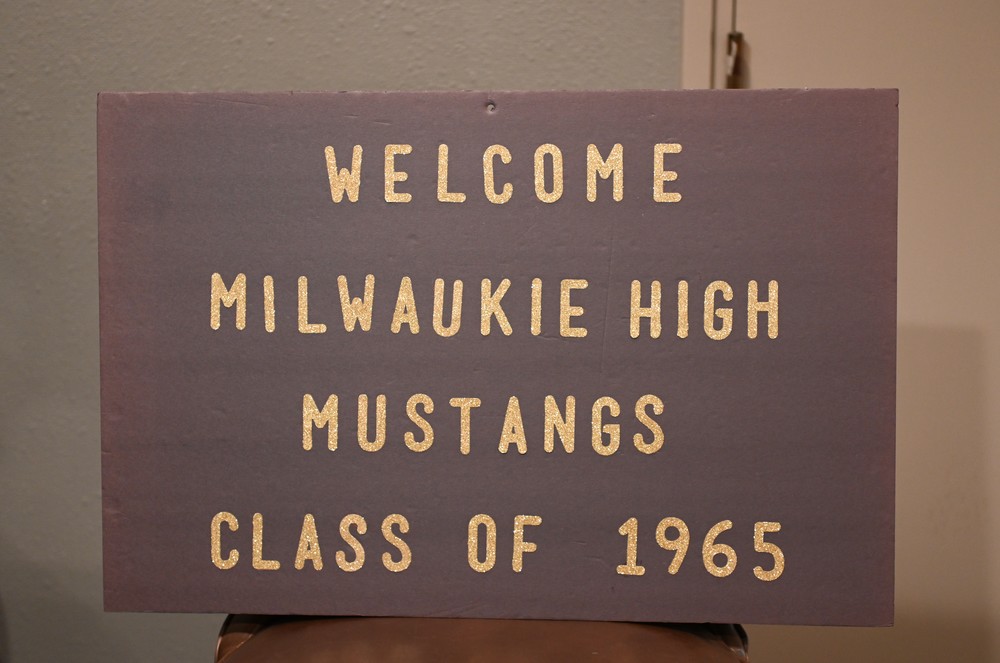 WELCOME
MILWAUKIE HIGH
MUSTANGS
CLASS OF 1965